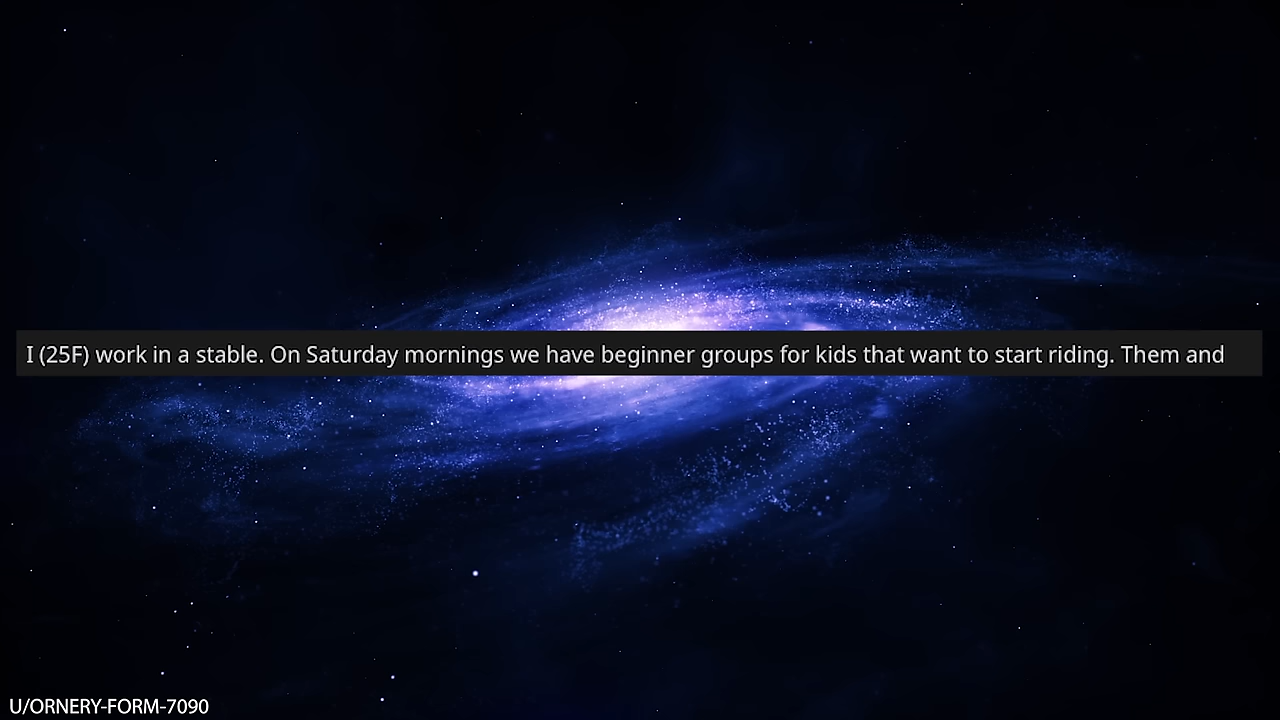 I (25F) work in a stable. On Saturday mornings we have beginner groups for kids that want to start riding. Them and
U/ORNERY-FORM-7090